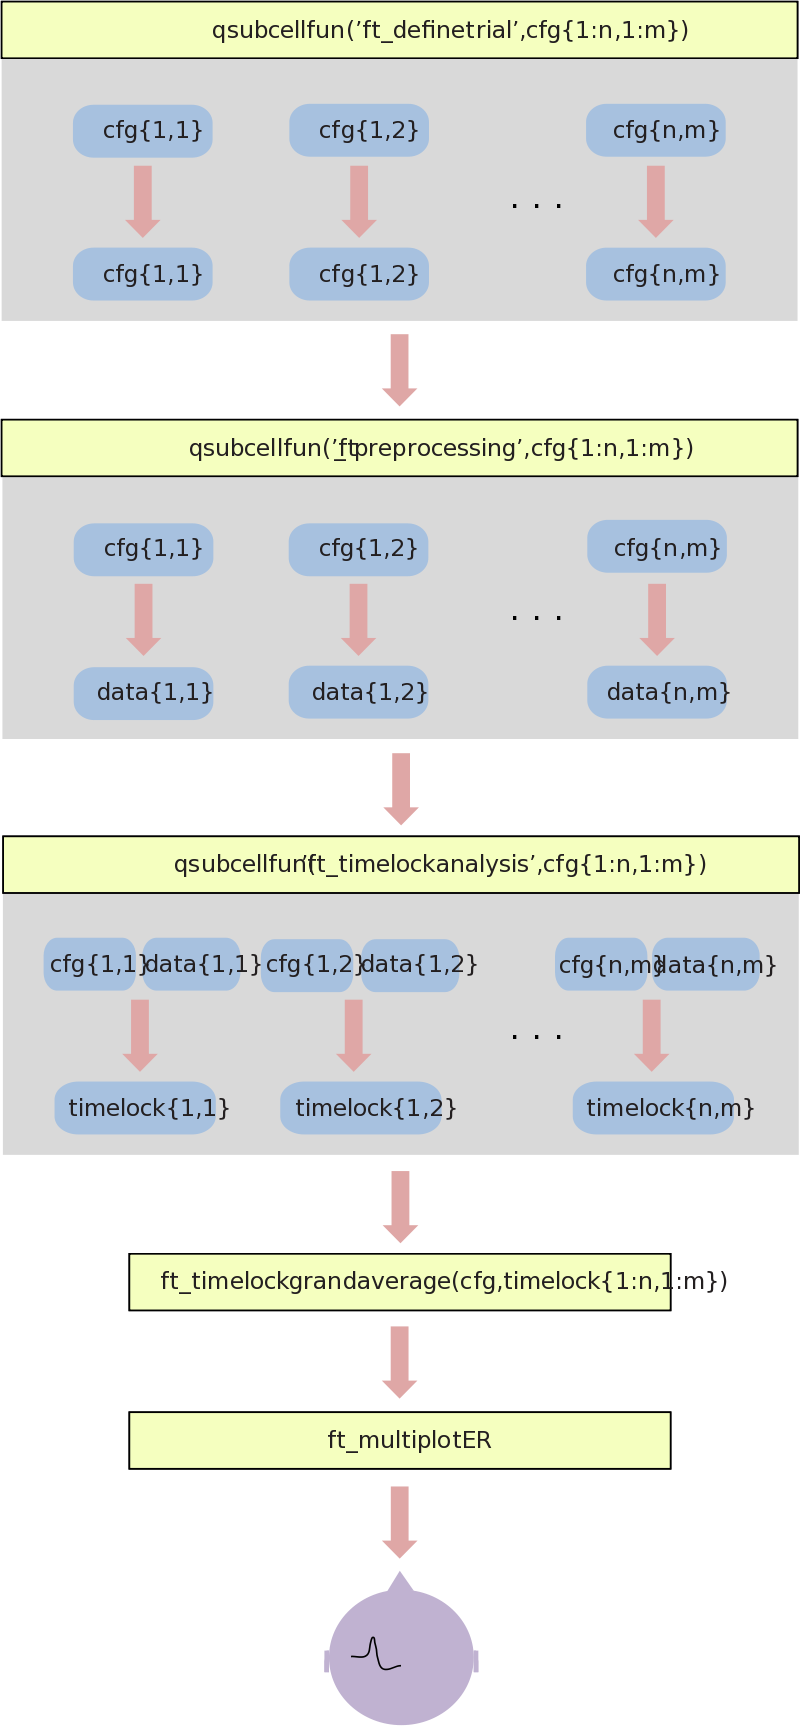 qsubcellfun(’ft_definetrial’,cfg{1:n,1:m})
cfg{1,1} cfg{1,2} cfg{n,m}
. . .
cfg{1,1} cfg{1,2} cfg{n,m}
qsubcellfun(’ft_preprocessing’,cfg{1:n,1:m})
cfg{1,1} cfg{1,2} cfg{n,m}
. . .
data{1,1} data{1,2} data{n,m}
qsubcellfun(’ft_timelockanalysis’,cfg{1:n,1:m})
cfg{1,1} data{1,1} cfg{1,2} data{1,2} cfg{n,m} data{n,m}
. . .
timelock{1,1} timelock{1,2} timelock{n,m}
ft_timelockgrandaverage(cfg,timelock{1:n,1:m})
ft_multiplotER